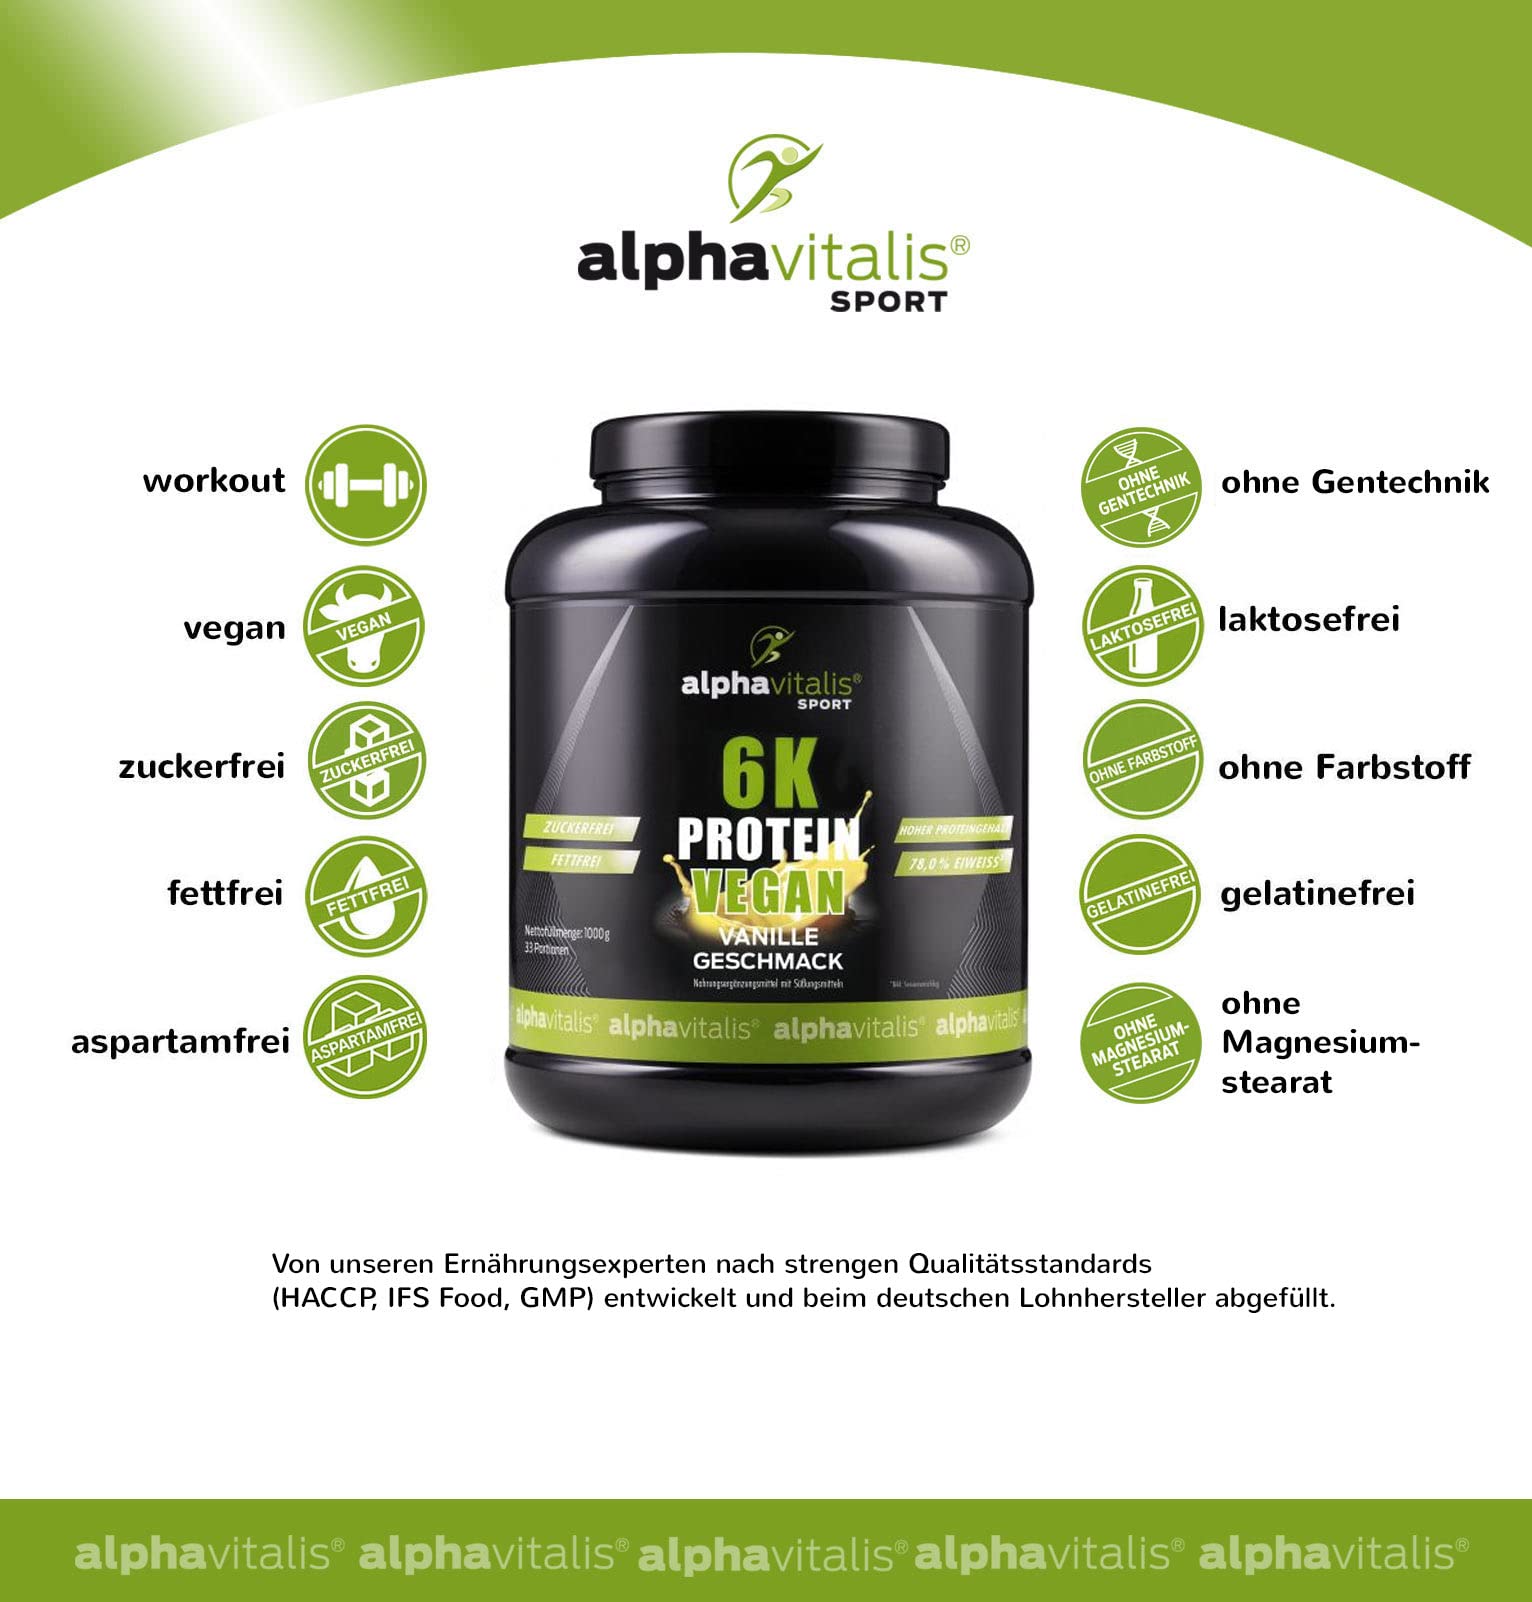 alphavitalis®
SPORT
workout
OHNE
GENTECHNIK
ohne Gentechnik
vegan
VEGAN
LAKTOSEFREI
laktosefrei
zuckerfrei
ZUCKERFREI
OHNE FARBSTOFF
ohne Farbstoff
fettfrei
FETTFREI
GELATINEFREI
gelatinefrei
aspartamfrei
ASPARTAMFREI
OHNE
MAGNESIUM-
STEARAT
ohne
Magnesium-
stearat
alphavitalis®
SPORT
6K
PROTEIN
VEGAN
VANILLE
GESCHMACK
Nahrungsergänzungsmittel mit Süßungsmitteln
ZUCKERFREI
FETTFREI
HOHER PROTEINGEHALT
78,0 % EIWEISS*
Nettofüllmenge: 1000 g
33 Portionen
alphavitalis® alphavitalis® alphavitalis® alphavitalis®
Von unseren Ernährungsexperten nach strengen Qualitätsstandards
(HACCP, IFS Food, GMP) entwickelt und beim deutschen Lohnhersteller abgefüllt.
alphavitalis® alphavitalis® alphavitalis® alphavitalis® alphavitalis®